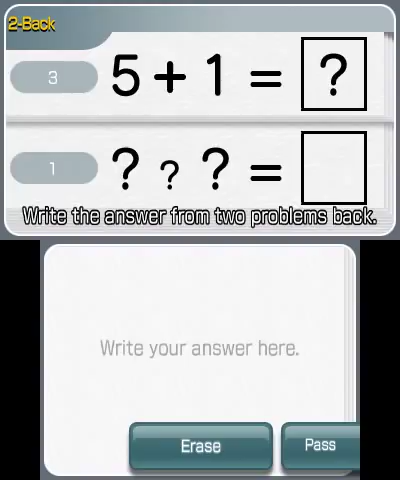 2-Back
3 5 + 1 = ?
1 ? ? ? =
Write the answer from two problems back.
Write your answer here.
Erase Pass